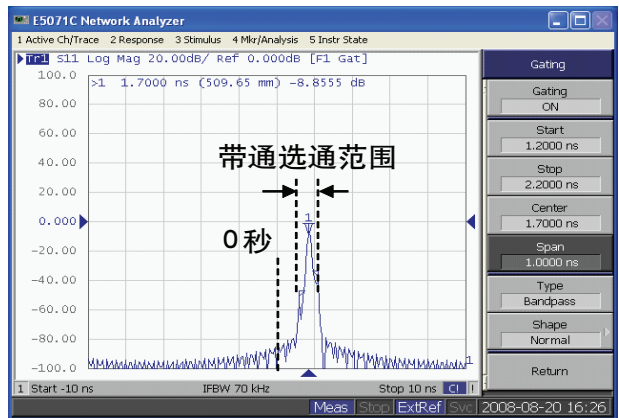 E5071C Network Analyzer
1 Active Ch/Trace 2 Response 3 Stimulus 4 Mkr/Analysis 5 Instr State
Tr1 S11 Log Mag 20.00dB/ Ref 0.000dB [F1 Gat]
100.0
>1 1.7000 ns (509.65 mm) -8.8555 dB
80.00
60.00
40.00
带通选通范围
20.00
0.000
1
0秒
-20.00
-40.00
-60.00
-80.00
-100.0
1
1 Start -10 ns IFBW 70 kHz Stop 10 ns C! !
Gating
Gating
ON
Start
1.2000 ns
Stop
2.2000 ns
Center
1.7000 ns
Span
1.0000 ns
Type
Bandpass
Shape
Normal
Return
Meas Stop ExtRef Svc 2008-08-20 16:26